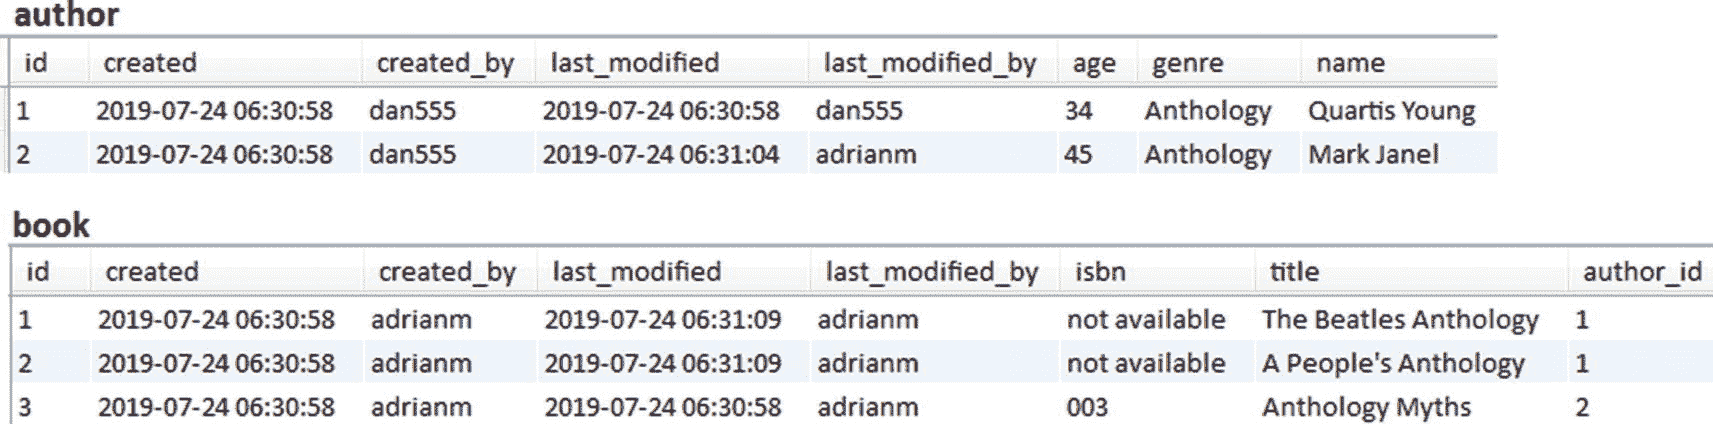 author
id created created_by last_modified last_modified_by age genre name
1 2019-07-24 06:30:58 dan555 2019-07-24 06:30:58 dan555 34 Anthology Quartis Young
2 2019-07-24 06:30:58 dan555 2019-07-24 06:31:04 adrianm 45 Anthology Mark Janel
book
id created created_by last_modified last_modified_by isbn title author_id
1 2019-07-24 06:30:58 adrianm 2019-07-24 06:31:09 adrianm not available The Beatles Anthology 1
2 2019-07-24 06:30:58 adrianm 2019-07-24 06:31:09 adrianm not available A People's Anthology 1
3 2019-07-24 06:30:58 adrianm 2019-07-24 06:30:58 adrianm 003 Anthology Myths 2